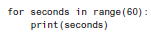 for seconds in range(60):
    print(seconds)